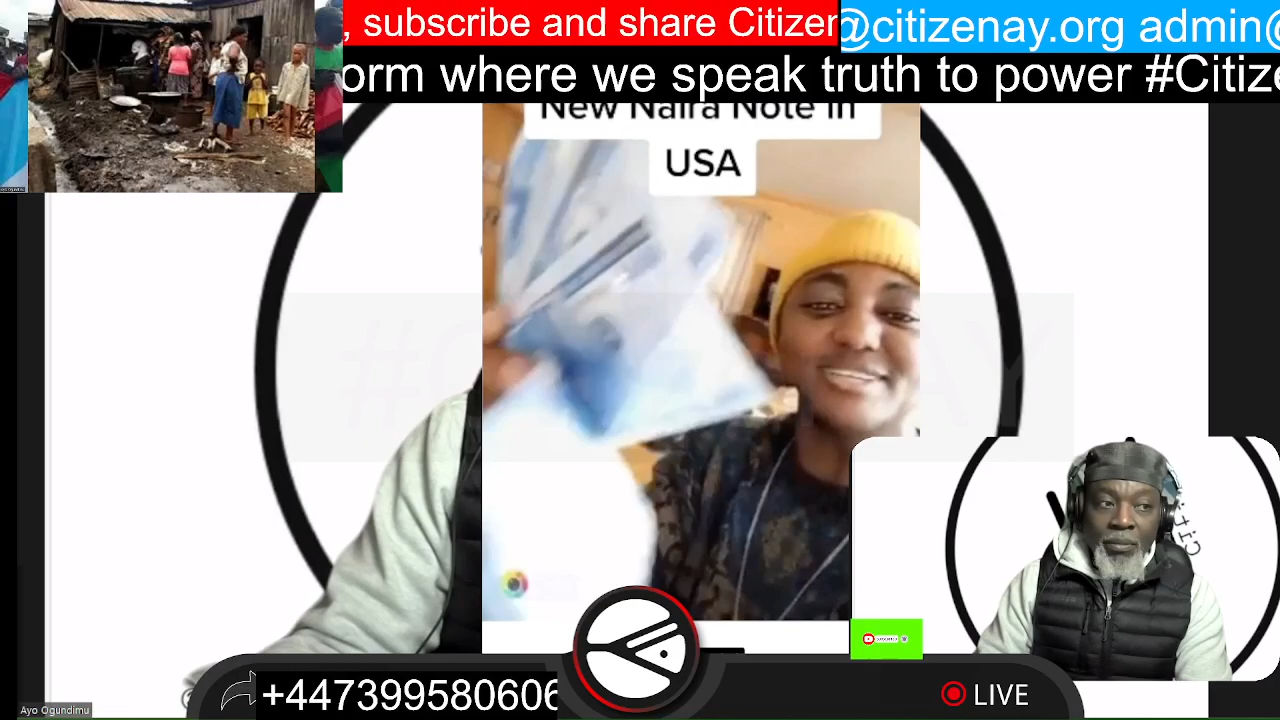 , subscribe and share Citizen
@citizenay.org admin@
orm where we speak truth to power #Citize
New Naira Note in
USA
+447399580606
LIVE
Ayo Ogundimu